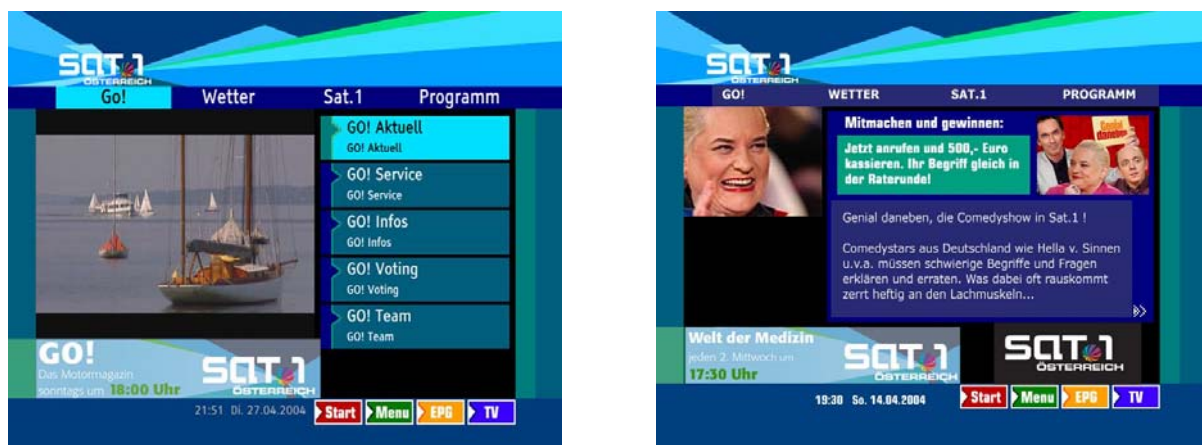 SAT.1
ÖSTERREICH
Go! Wetter Sat.1 Programm
GO! Aktuell
GO! Aktuell
GO! Service
GO! Service
GO! Infos
GO! Infos
GO! Voting
GO! Voting
GO! Team
GO! Team
GO!
Das Motormagazin
sonntags um 18:00 Uhr
SAT.1
ÖSTERREICH
21:51 Di. 27.04.2004 Start Menu EPG TV
SAT.1
ÖSTERREICH
GO! WETTER SAT.1 PROGRAMM
Mitmachen und gewinnen:
Jetzt anrufen und 500,- Euro
kassieren. Ihr Begriff gleich in
der Raterunde!
Genial
daneben
Genial daneben, die Comedyshow in Sat.1 !
Comedystars aus Deutschland wie Hella v. Sinnen
u.v.a. müssen schwierige Begriffe und Fragen
erklären und erraten. Was dabei oft rauskommt
zerrt heftig an den Lachmuskeln...
Welt der Medizin
jeden 2. Mittwoch um
17:30 Uhr
SAT.1
ÖSTERREICH
SAT.1
ÖSTERREICH
19:30 So. 14.04.2004 Start Menu EPG TV